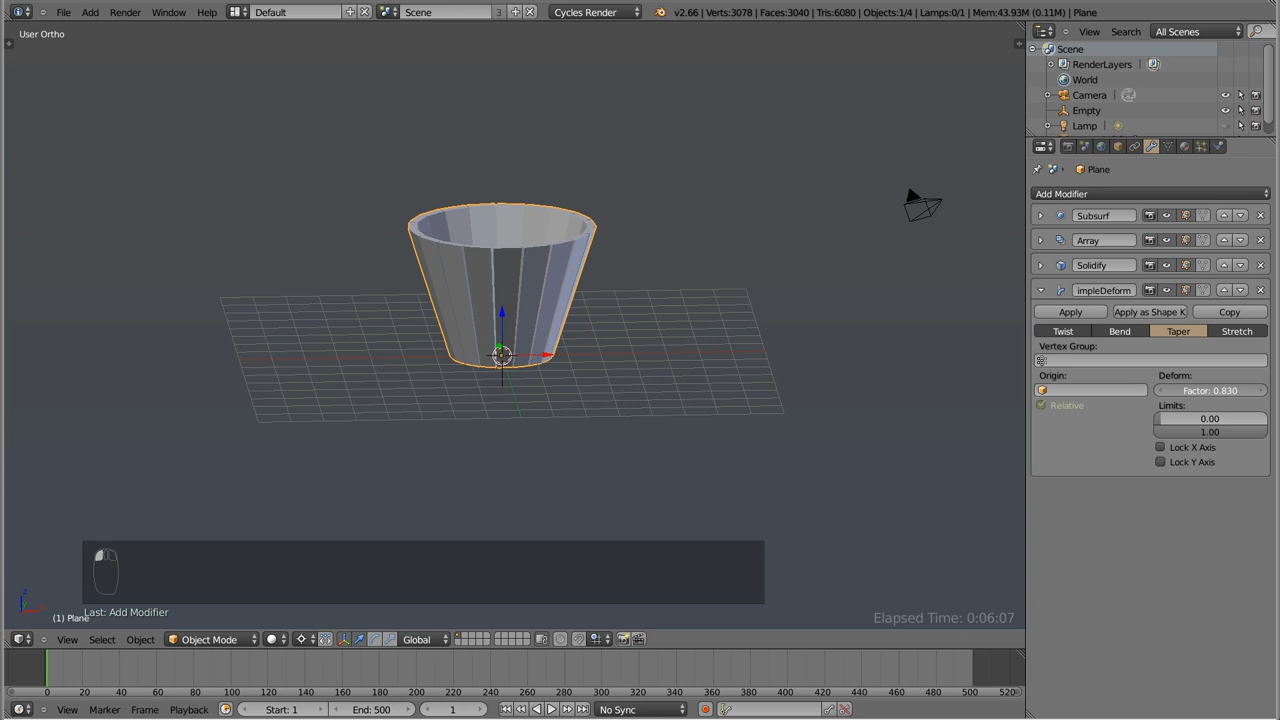 File Add Render Window Help Default Scene 3 Cycles Render v2.66 | Verts:3078 | Faces:3040 | Tris:6080 | Objects:1/4 | Lamps:0/1 | Mem:43.93M (0.11M) | Plane
User Ortho
View Search All Scenes
Scene
RenderLayers
World
Camera
Empty
Lamp
Plane
Add Modifier
Subsurf
Array
Solidify
impleDeform
Apply Apply as Shape K Copy
Twist Bend Taper Stretch
Vertex Group:
Origin: Deform:
Factor: 0.830
Relative Limits:
0.00
1.00
Lock X Axis
Lock Y Axis
Last: Add Modifier
(1) Plane
Elapsed Time: 0:06:07
View Select Object Object Mode Global
0 20 40 60 80 100 120 140 160 180 200 220 240 260 280 300 320 340 360 380 400 420 440 460 480 500 520
View Marker Frame Playback Start: 1 End: 500 1 No Sync